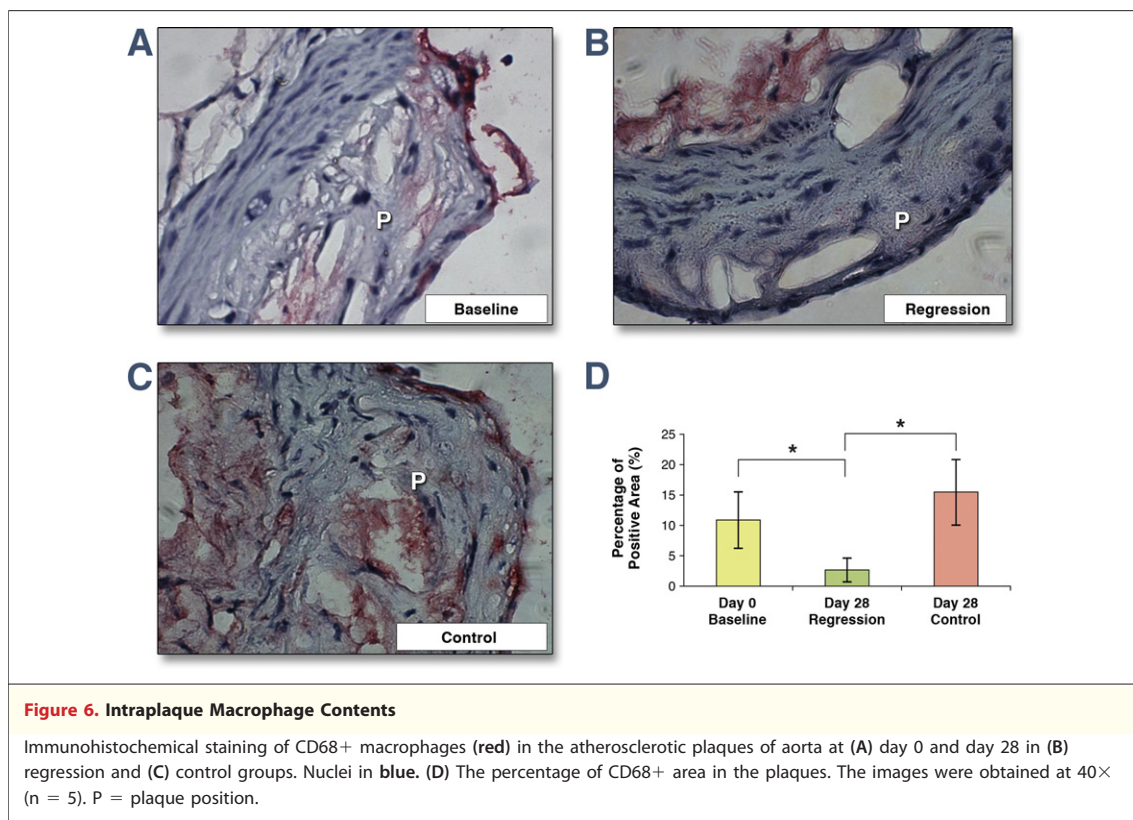 A
B
P
P
Baseline
Regression
C
D
P
Control
Percentage of
Positive Area (%)
25
20
15
10
5
0
*
*
Day 0
Baseline
Day 28
Regression
Day 28
Control
Figure 6. Intraplaque Macrophage Contents
Immunohistochemical staining of CD68+ macrophages (red) in the atherosclerotic plaques of aorta at (A) day 0 and day 28 in (B)
regression and (C) control groups. Nuclei in blue. (D) The percentage of CD68+ area in the plaques. The images were obtained at 40×
(n = 5). P = plaque position.